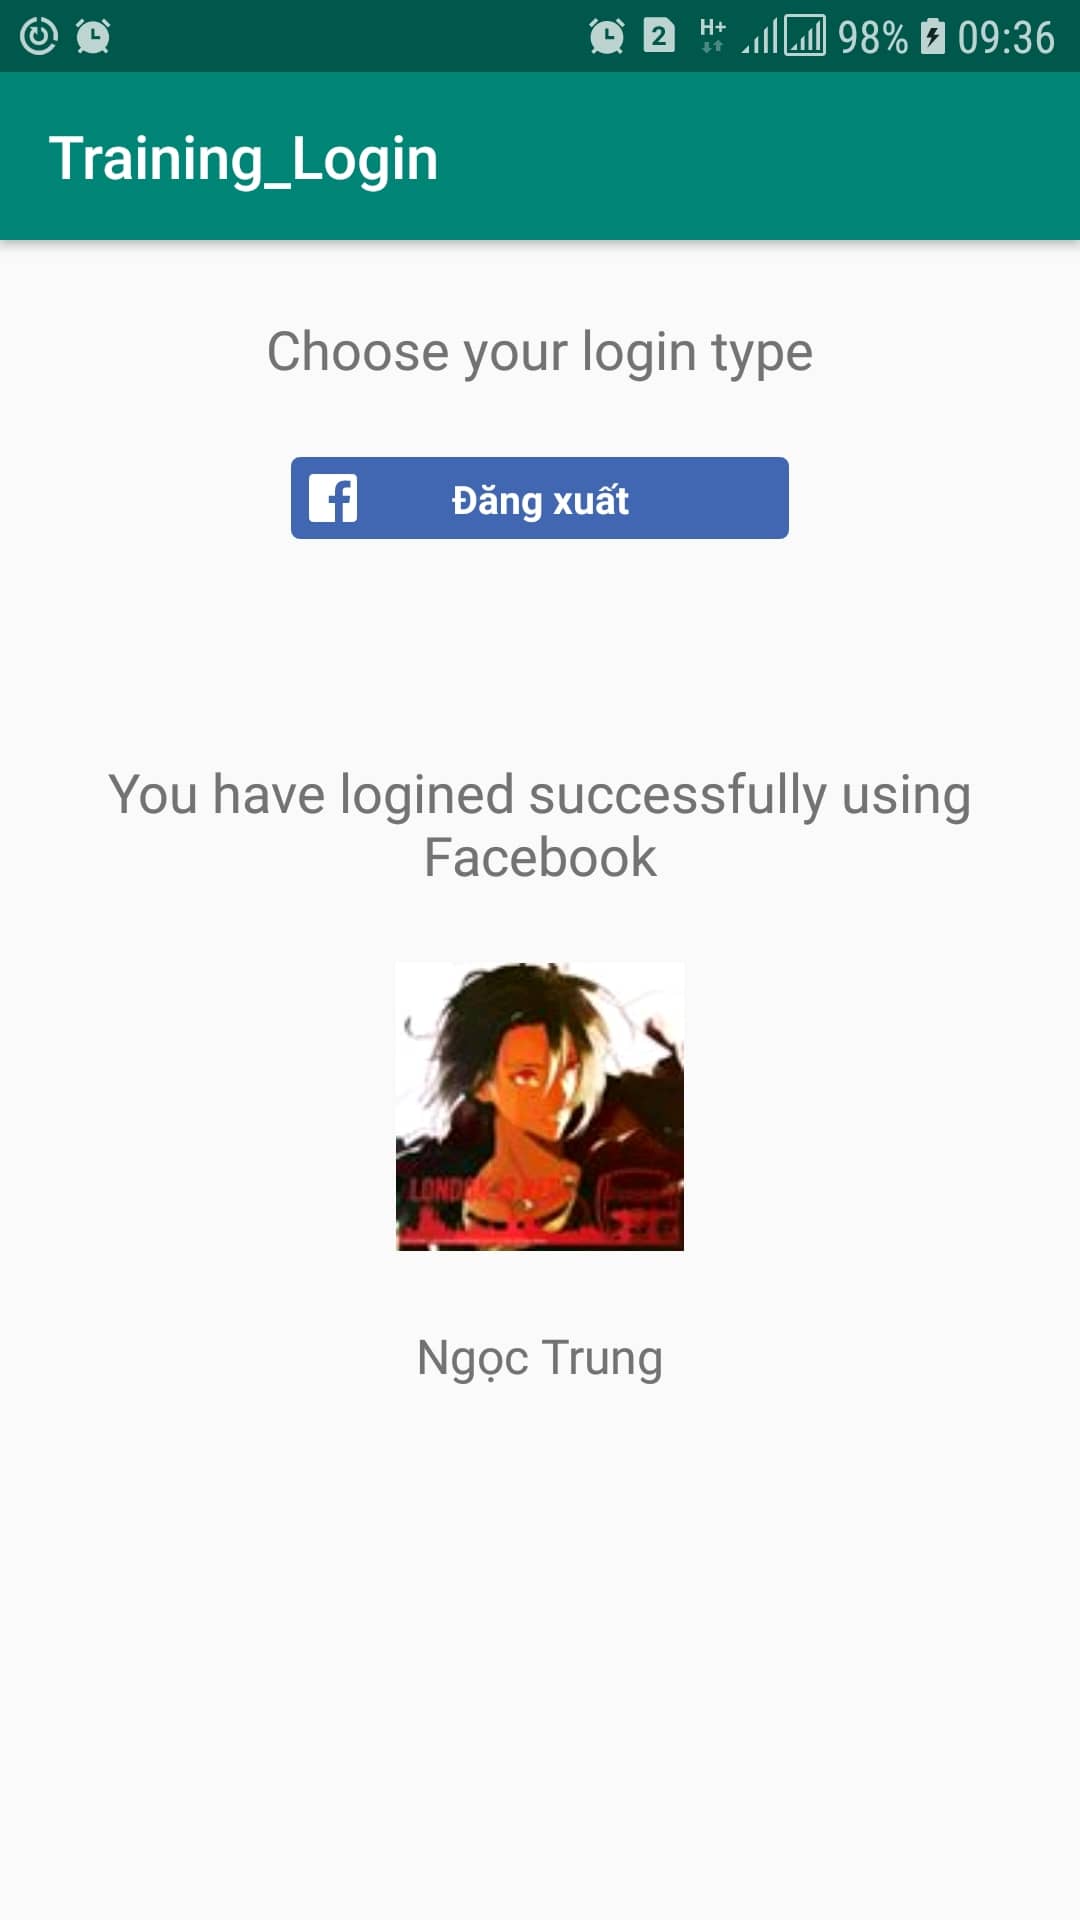 2 H+ 98% 09:36
Training_Login
Choose your login type
Đăng xuất
You have logined successfully using
Facebook
Ngọc Trung